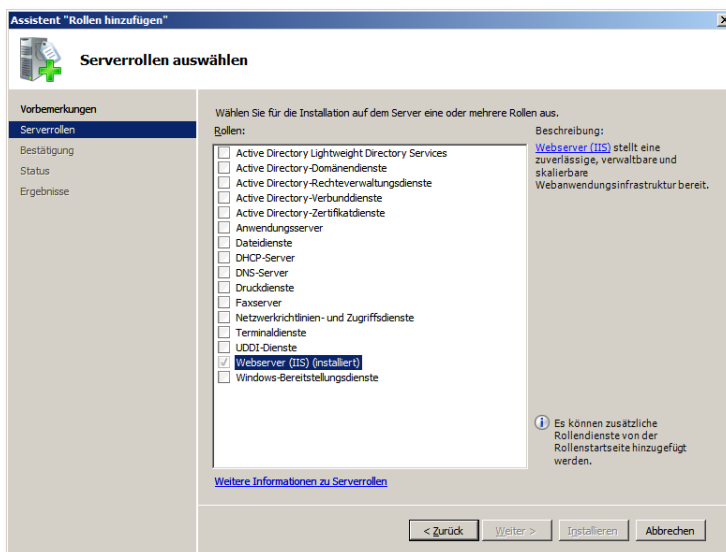 Assistent "Rollen hinzufügen"
Serverrollen auswählen
Vorbemerkungen
Serverrollen
Bestätigung
Status
Ergebnisse
Wählen Sie für die Installation auf dem Server eine oder mehrere Rollen aus.
Rollen:
Active Directory Lightweight Directory Services
Active Directory-Domänendienste
Active Directory-Rechteverwaltungsdienste
Active Directory-Verbunddienste
Active Directory-Zertifikatdienste
Anwendungsserver
Dateidienste
DHCP-Server
DNS-Server
Druckdienste
Faxserver
Netzwerkrichtlinien- und Zugriffsdienste
Terminaldienste
UDDI-Dienste
Webserver (IIS) (installiert)
Windows-Bereitstellungsdienste
Weitere Informationen zu Serverrollen
Beschreibung:
Webserver (IIS) stellt eine
zuverlässige, verwaltbare und
skalierbare
Webanwendungsinfrastruktur bereit.
Es können zusätzliche
Rollendienste von der
Rollenstartseite hinzugefügt
werden.
< Zurück
Weiter >
Installieren
Abbrechen